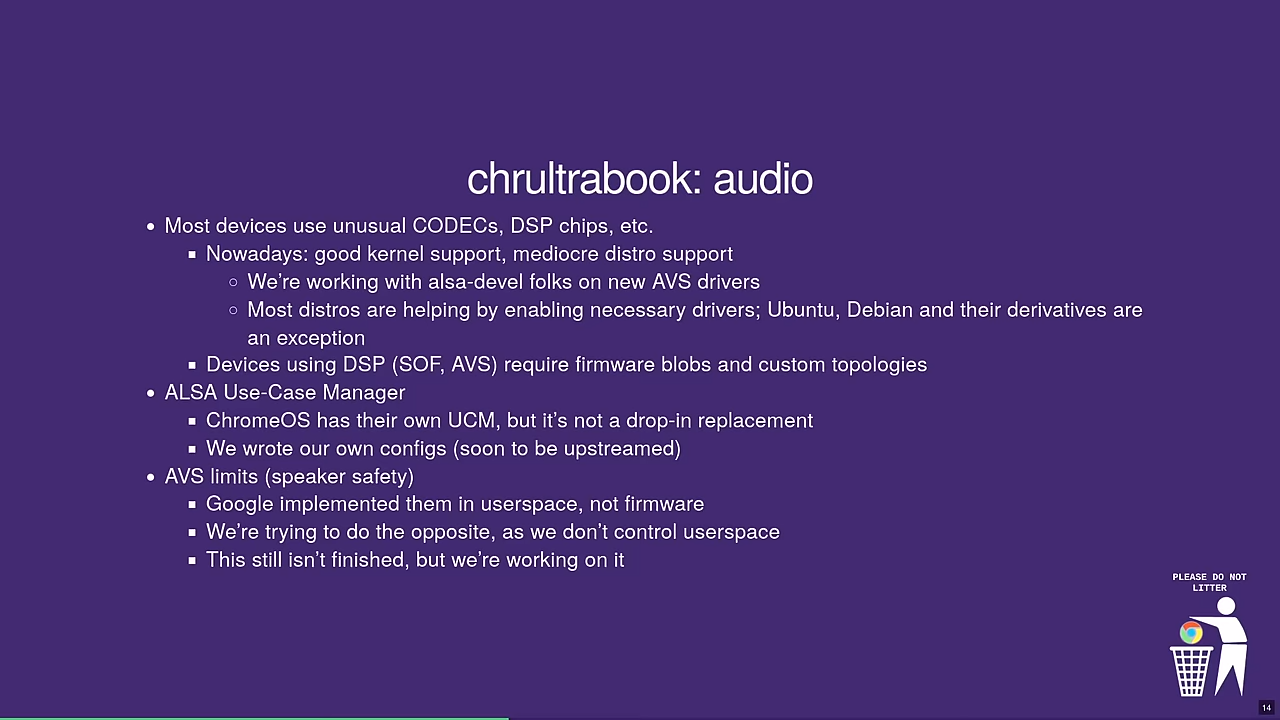 chrultrabook: audio
Most devices use unusual CODECs, DSP chips, etc.
Nowadays: good kernel support, mediocre distro support
We're working with alsa-devel folks on new AVS drivers
Most distros are helping by enabling necessary drivers; Ubuntu, Debian and their derivatives are
an exception
Devices using DSP (SOF, AVS) require firmware blobs and custom topologies
ALSA Use-Case Manager
ChromeOS has their own UCM, but it's not a drop-in replacement
We wrote our own configs (soon to be upstreamed)
AVS limits (speaker safety)
Google implemented them in userspace, not firmware
We're trying to do the opposite, as we don't control userspace
This still isn't finished, but we're working on it
PLEASE DO NOT
LITTER
14